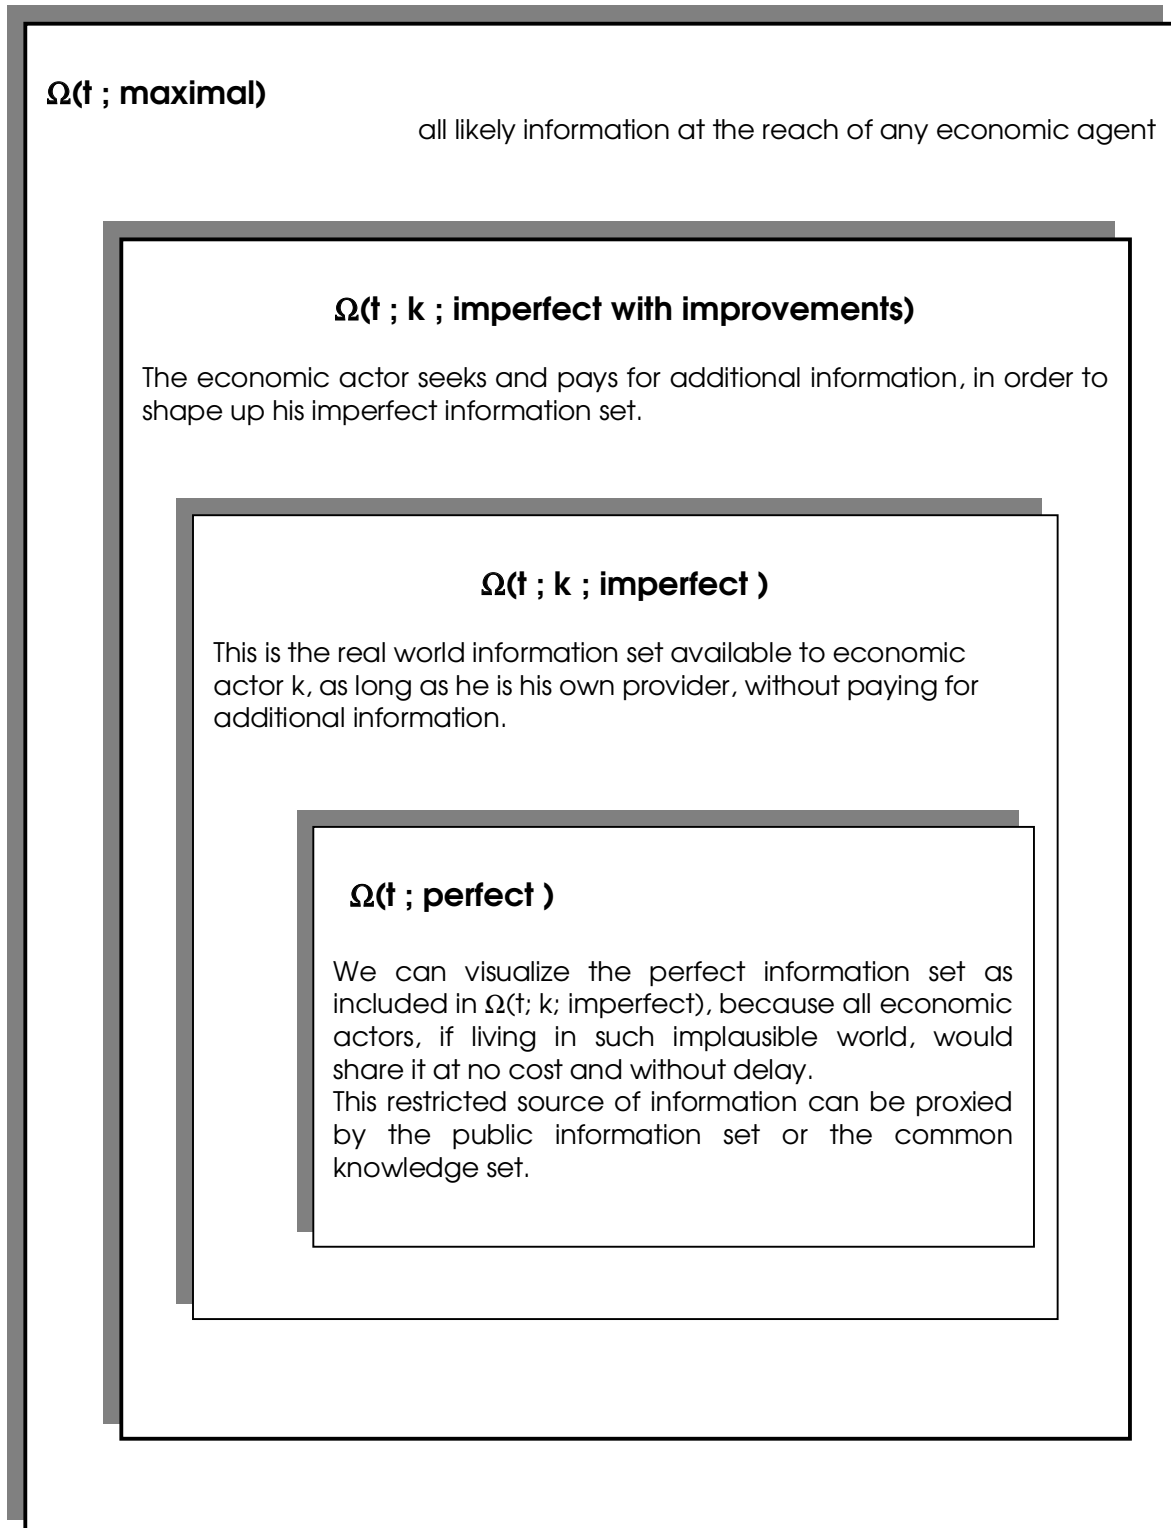 Ω(t ; maximal)
all likely information at the reach of any economic agent
Ω(t ; k ; imperfect with improvements)
The economic actor seeks and pays for additional information, in order to
shape up his imperfect information set.
Ω(t ; k ; imperfect )
This is the real world information set available to economic
actor k, as long as he is his own provider, without paying for
additional information.
Ω(t ; perfect )
We can visualize the perfect information set as
included in Ω(t; k; imperfect), because all economic
actors, if living in such implausible world, would
share it at no cost and without delay.
This restricted source of information can be proxied
by the public information set or the common
knowledge set.